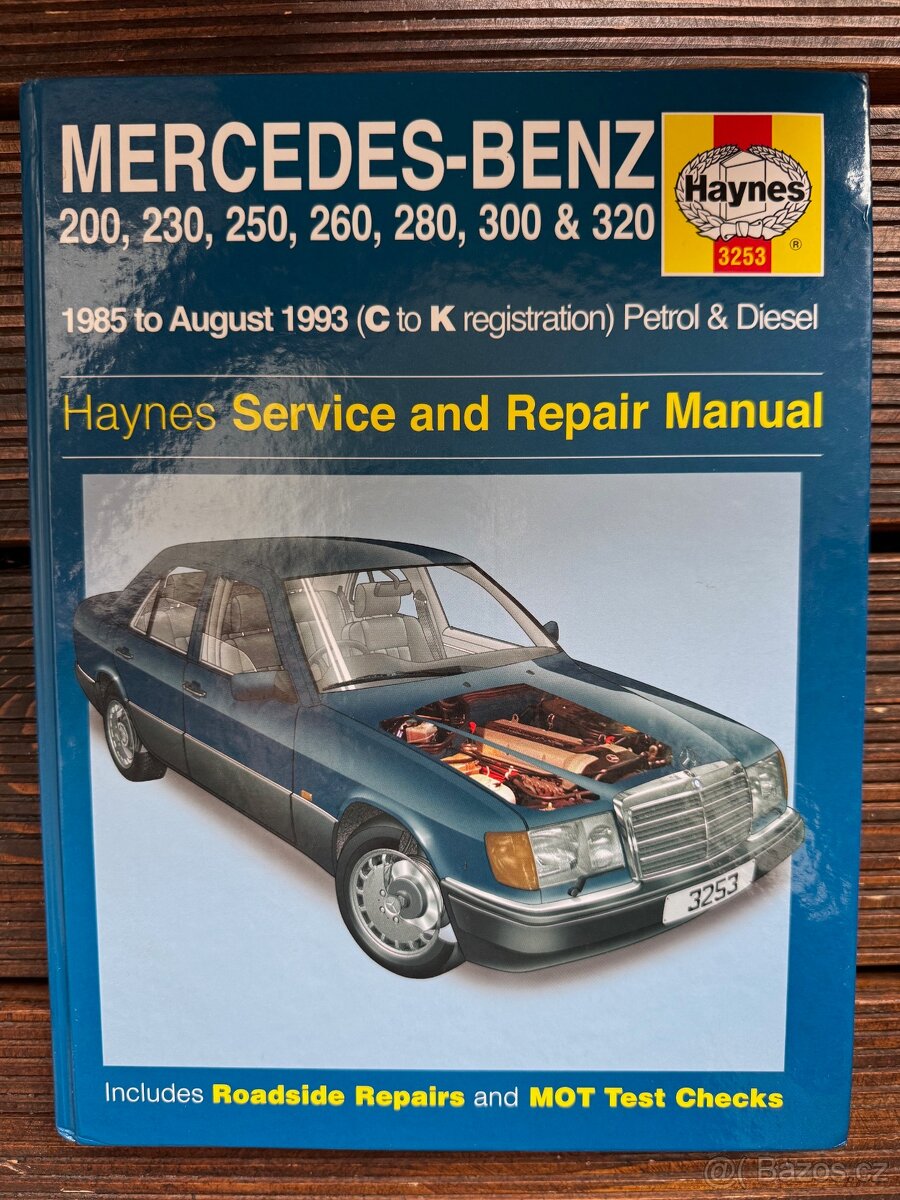 MERCEDES-BENZ
200, 230, 250, 260, 280, 300 & 320
Haynes
3253
®
1985 to August 1993 (C to K registration) Petrol & Diesel
Haynes Service and Repair Manual
3253
Includes Roadside Repairs and MOT Test Checks
@( Bazos.cz